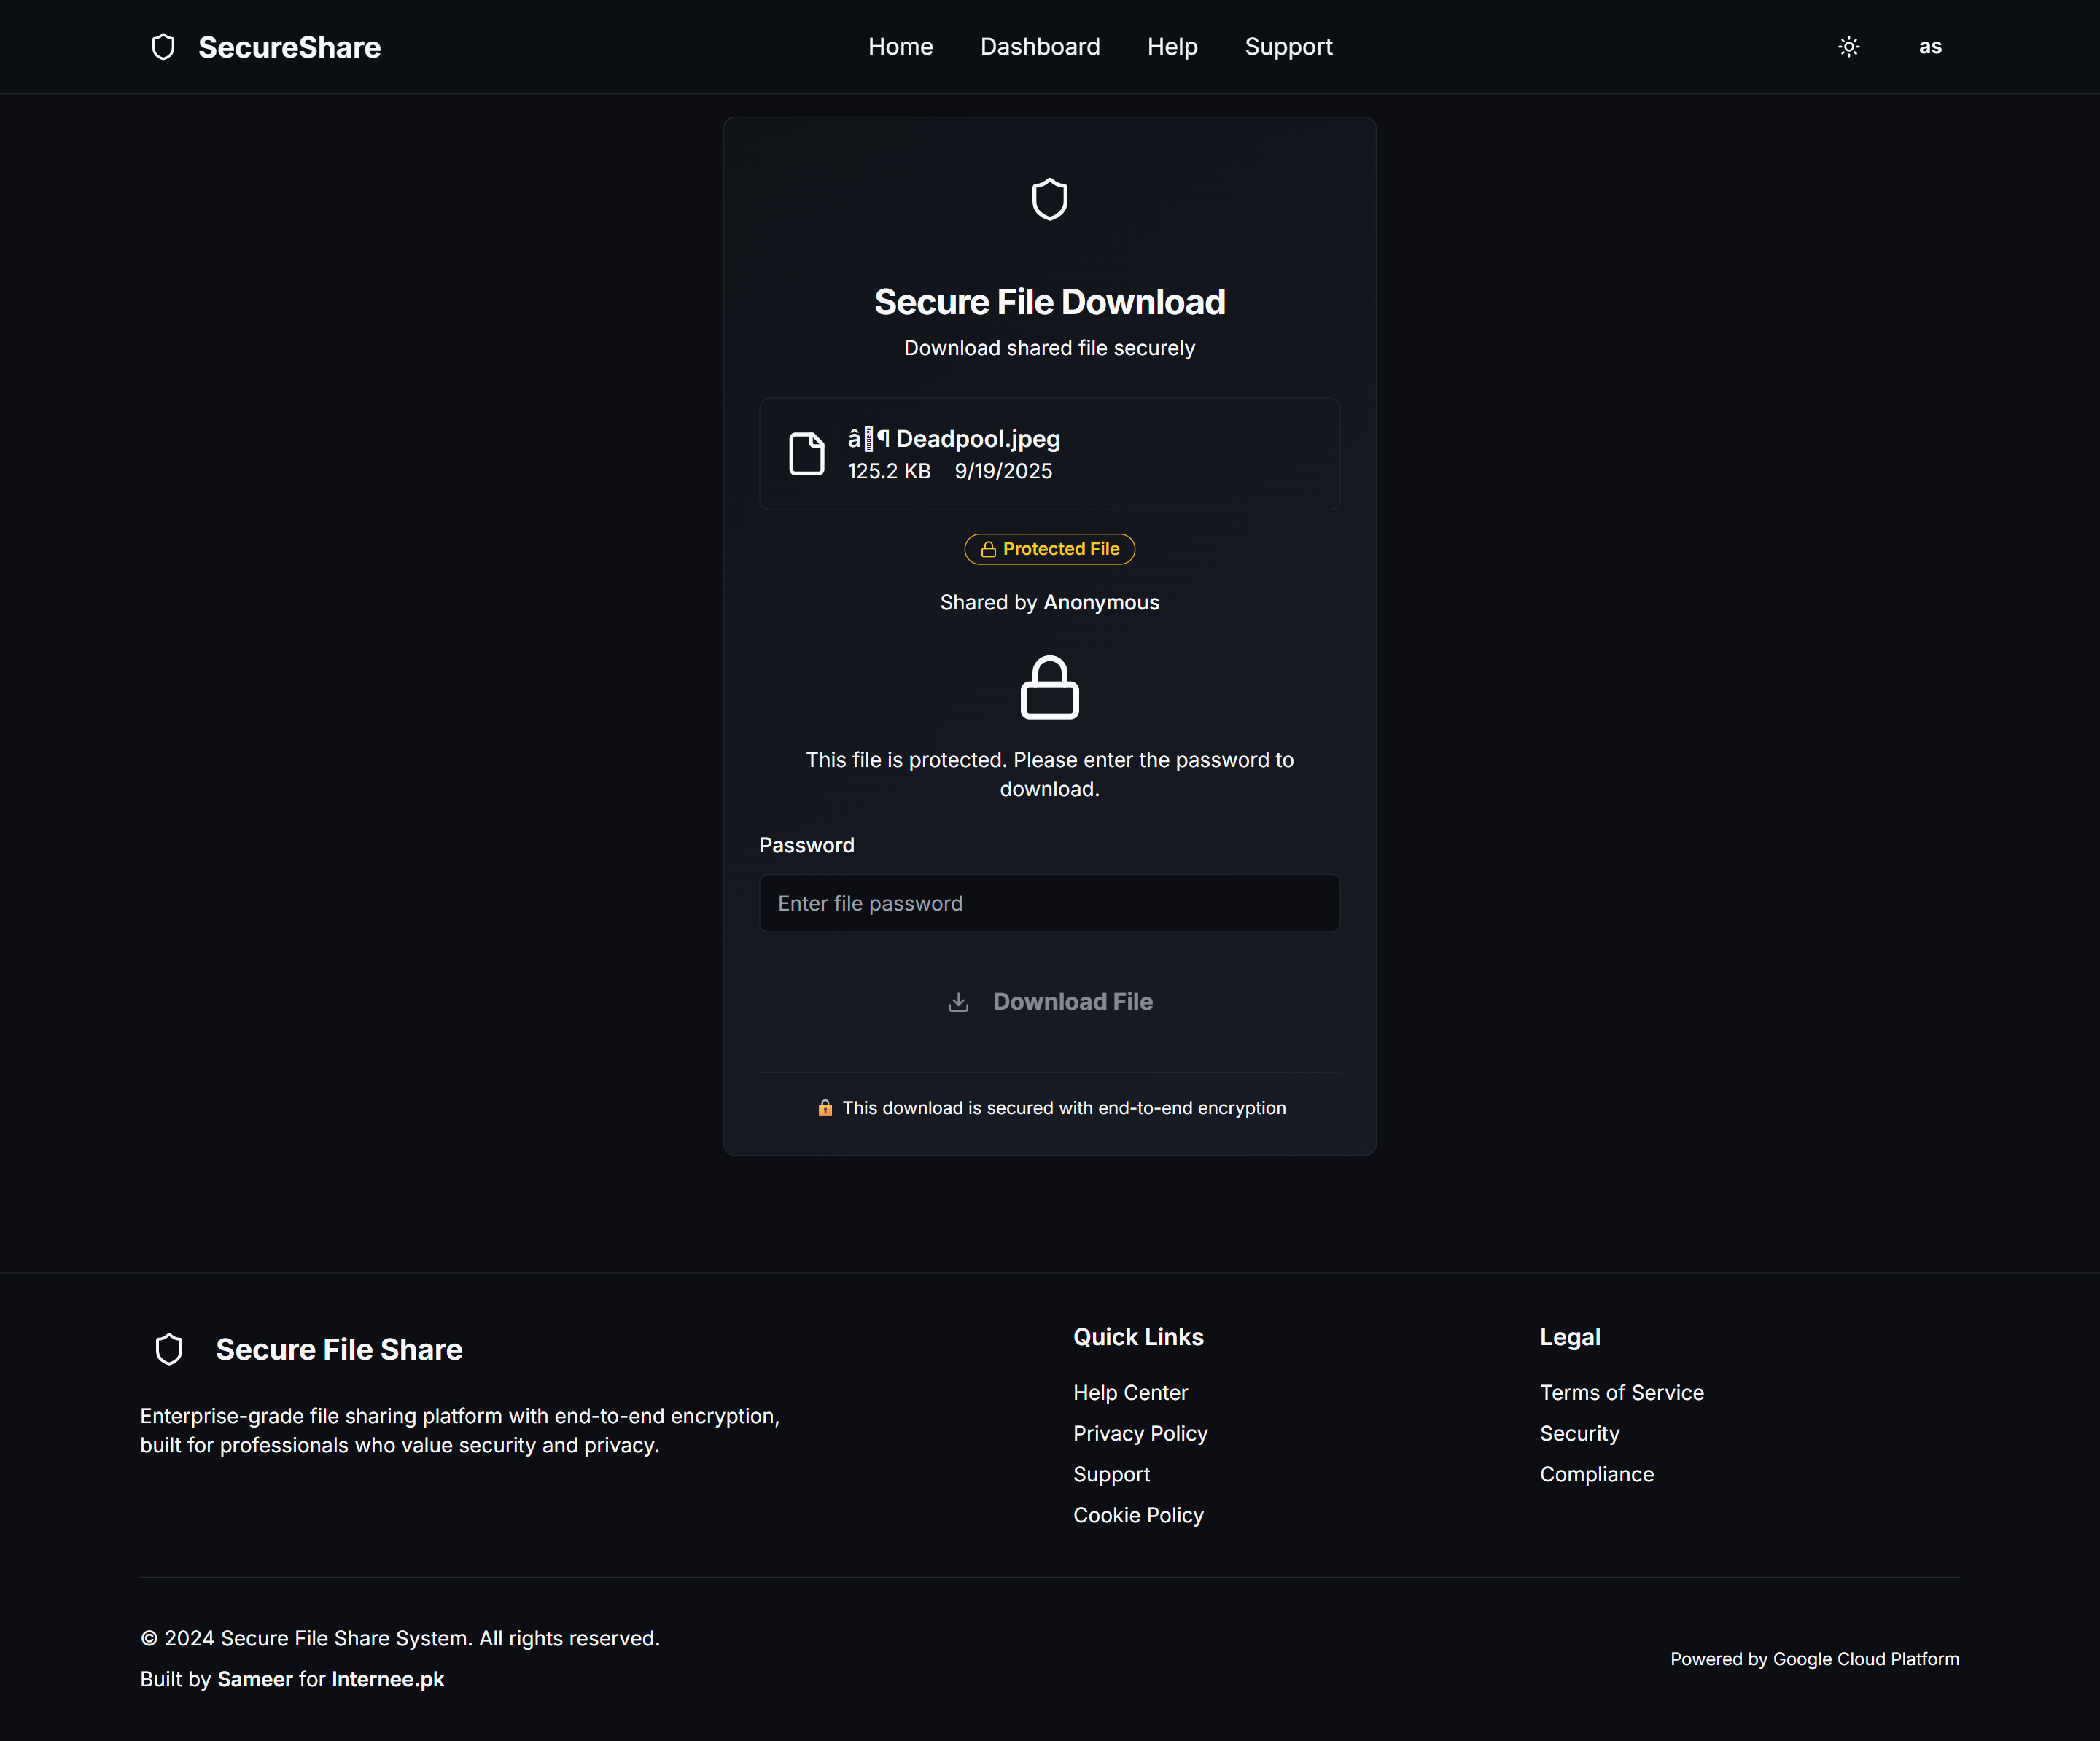 SecureShare
Home Dashboard Help Support
as
Secure File Download
Download shared file securely
Deadpool.jpeg
125.2 KB 9/19/2025
Protected File
Shared by Anonymous
This file is protected. Please enter the password to
download.
Password
Enter file password
Download File
🔒 This download is secured with end-to-end encryption
Secure File Share
Enterprise-grade file sharing platform with end-to-end encryption,
built for professionals who value security and privacy.
Quick Links
Help Center
Privacy Policy
Support
Cookie Policy
Legal
Terms of Service
Security
Compliance
© 2024 Secure File Share System. All rights reserved.
Built by Sameer for Internee.pk
Powered by Google Cloud Platform